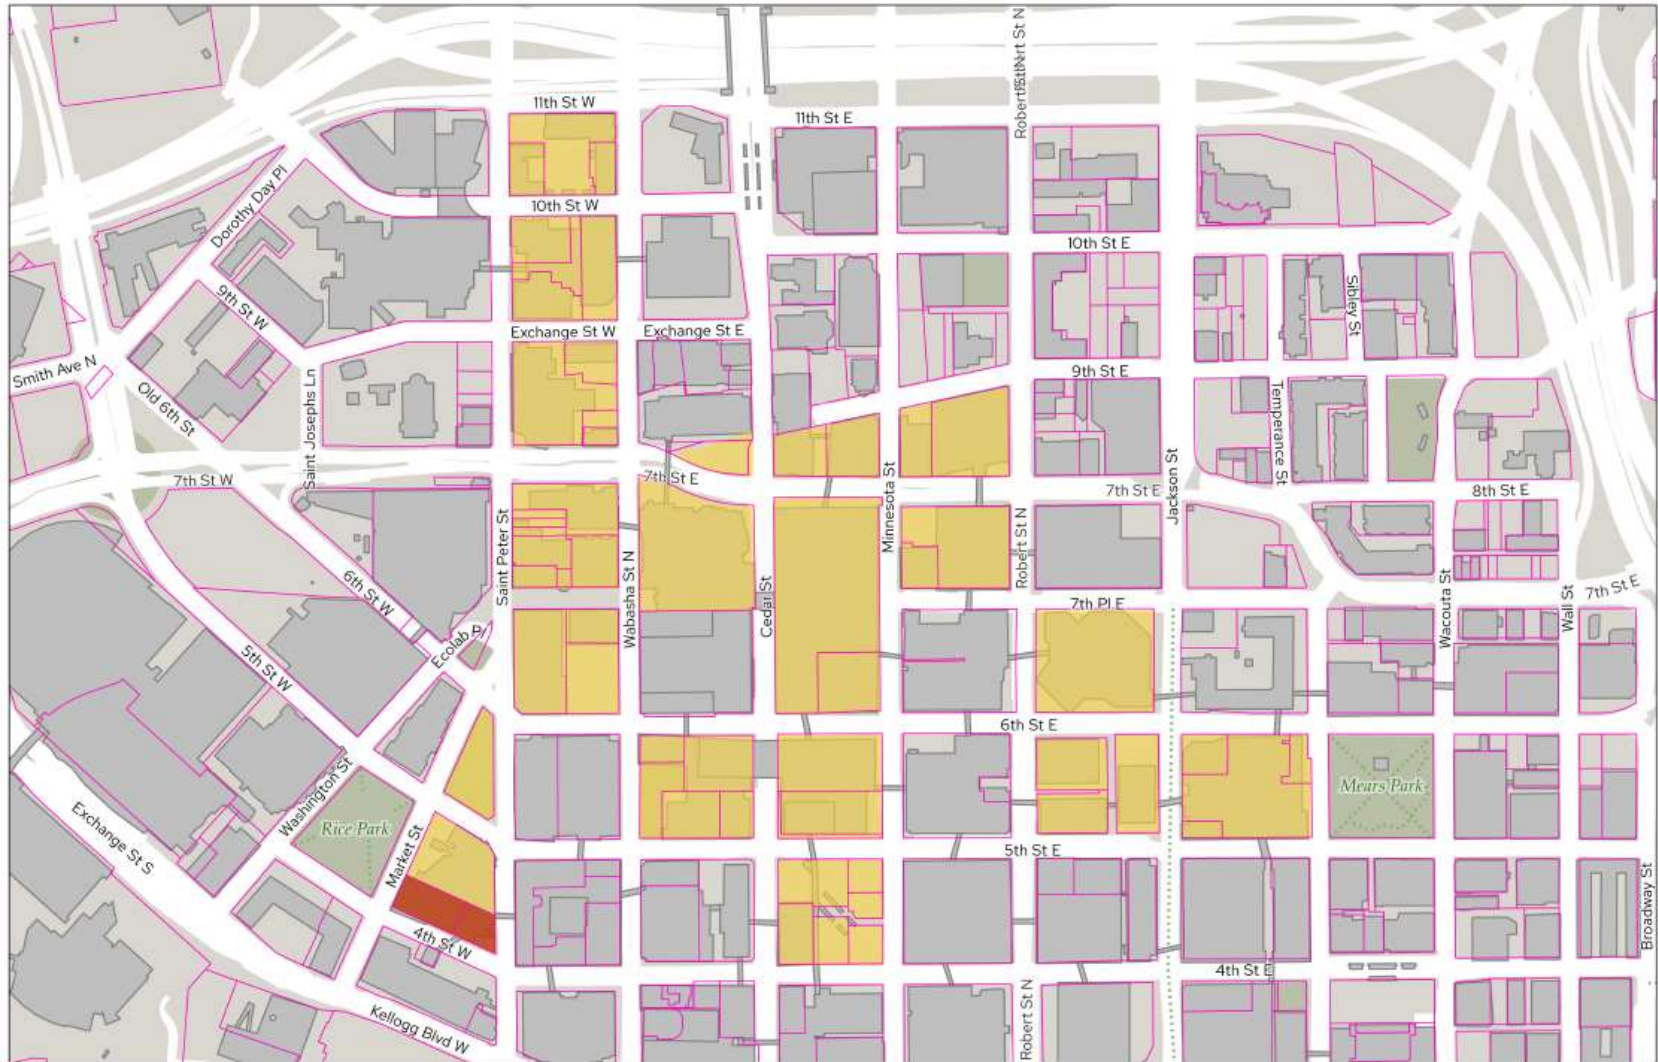 Robert St N
11th St W
11th St E
Dorothy Day Pl
10th St W
10th St E
9th St W
Sibley St
Exchange St W
Exchange St E
Smith Ave N
9th St E
Old 6th St
Saint Josephs Ln
Temperance St
7th St W
7th St E
7th St E
8th St E
Saint Peter St
Minnesota St
Jackson St
Robert St N
Wabasha St N
Cedar St
6th St W
7th St E
7th Pl E
Wacouta St
Wall St
Ecolab Pl
5th St W
6th St E
Washington St
Mears Park
Exchange St S
Rice Park
Market St
5th St E
Broadway St
4th St W
4th St E
Kellogg Blvd W
Robert St N